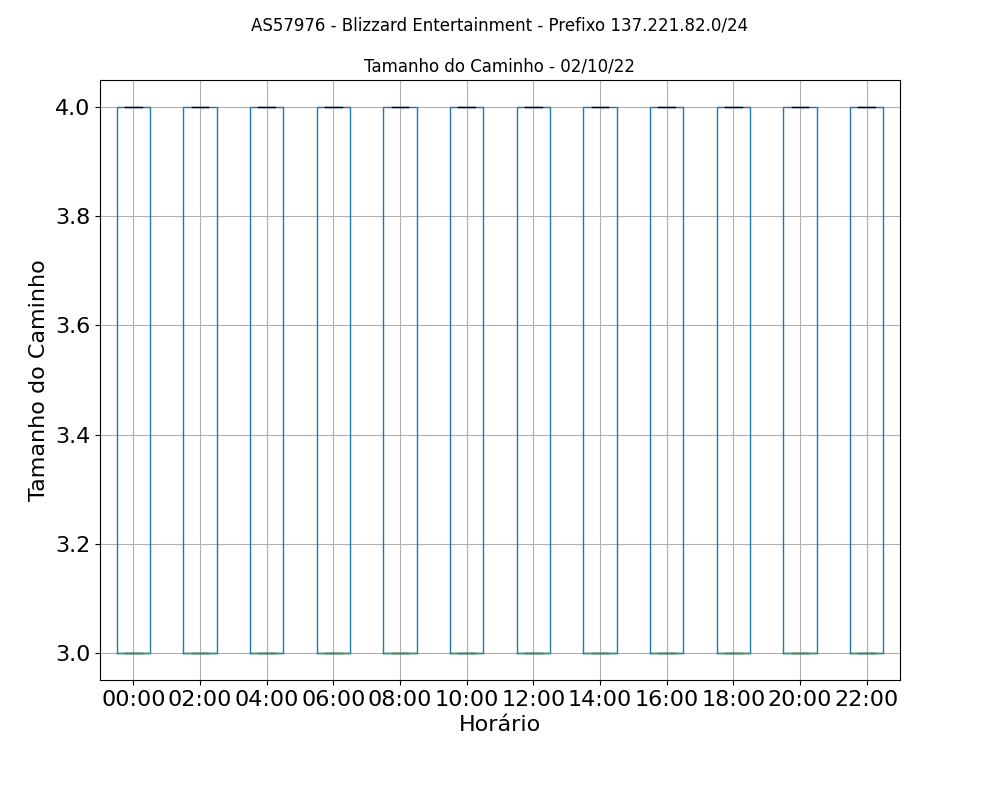 AS57976 - Blizzard Entertainment - Prefixo 137.221.82.0/24
Tamanho do Caminho - 02/10/22
4.0
3.8
3.6
3.4
3.2
3.0
Tamanho do Caminho
00:00 02:00 04:00 06:00 08:00 10:00 12:00 14:00 16:00 18:00 20:00 22:00
Horário